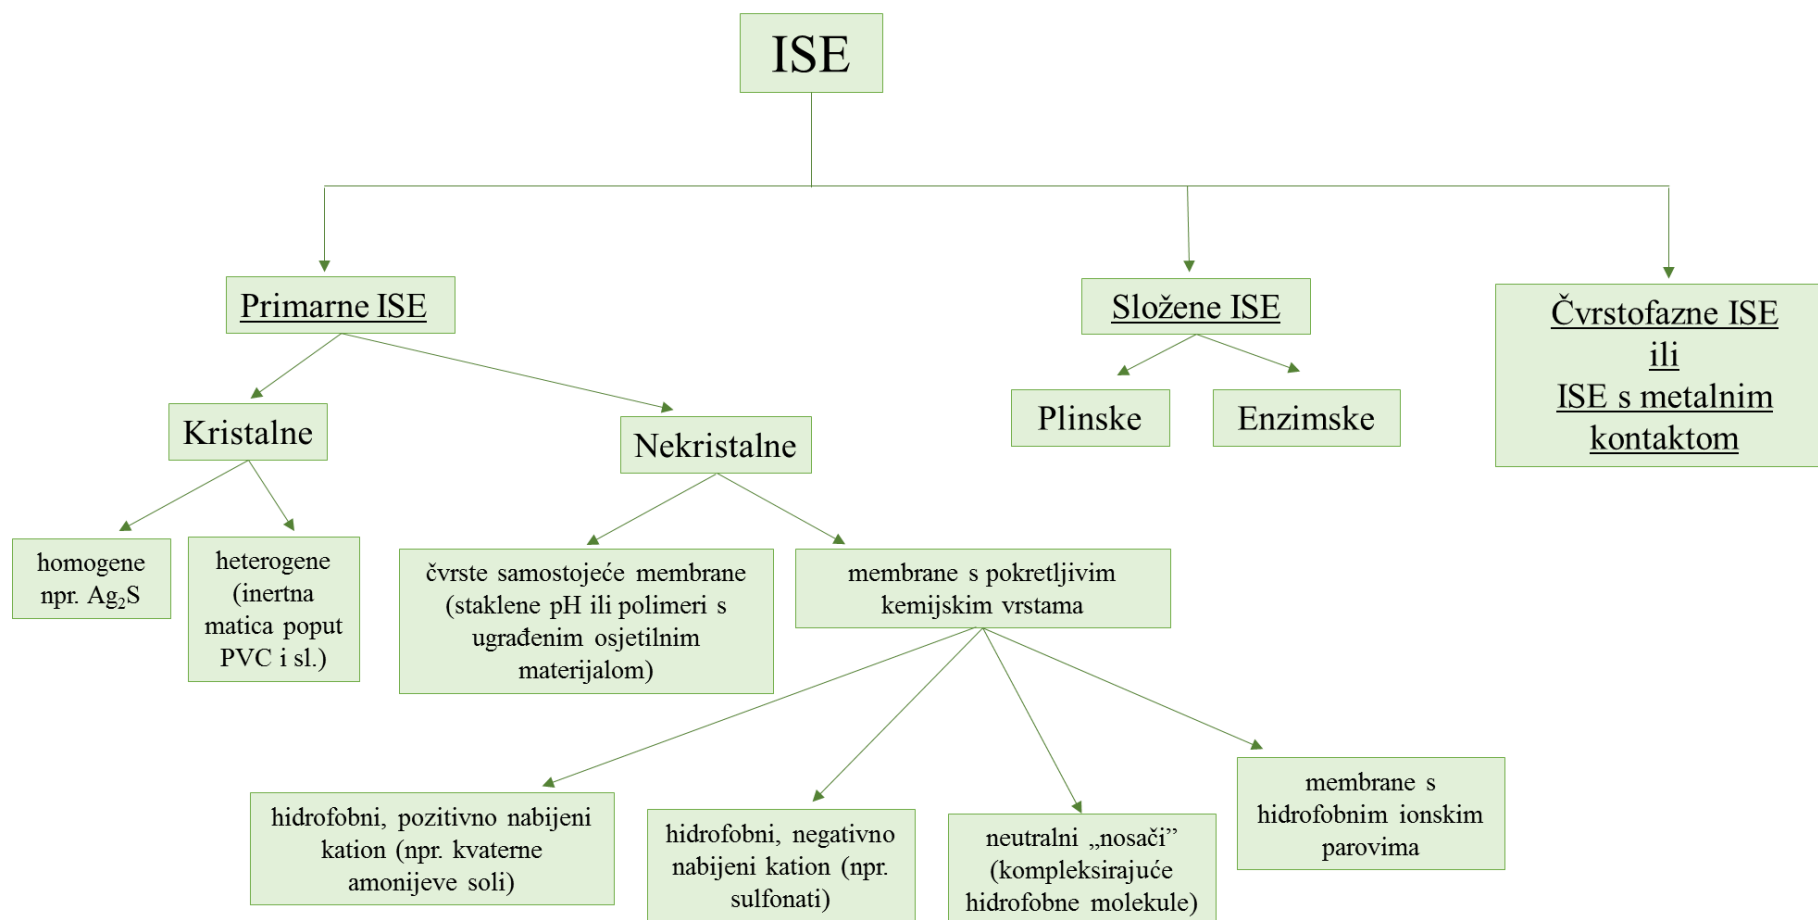 ISE
Primarne ISE
Složene ISE
Čvrstofazne ISE
ili
ISE s metalnim
kontaktom
Kristalne
Nekristalne
Plinske
Enzimske
homogene
npr. Ag₂S
heterogene
(inertna
matica poput
PVC i sl.)
čvrste samostojeće membrane
(staklene pH ili polimeri s
ugrađenim osjetilnim
materijalom)
membrane s pokretljivim
kemijskim vrstama
hidrofobni, pozitivno nabijeni
kation (npr. kvaterne
amonijeve soli)
hidrofobni, negativno
nabijeni kation (npr.
sulfonati)
neutralni „nosači”
(kompleksirajuće
hidrofobne molekule)
membrane s
hidrofobnim ionskim
parovima